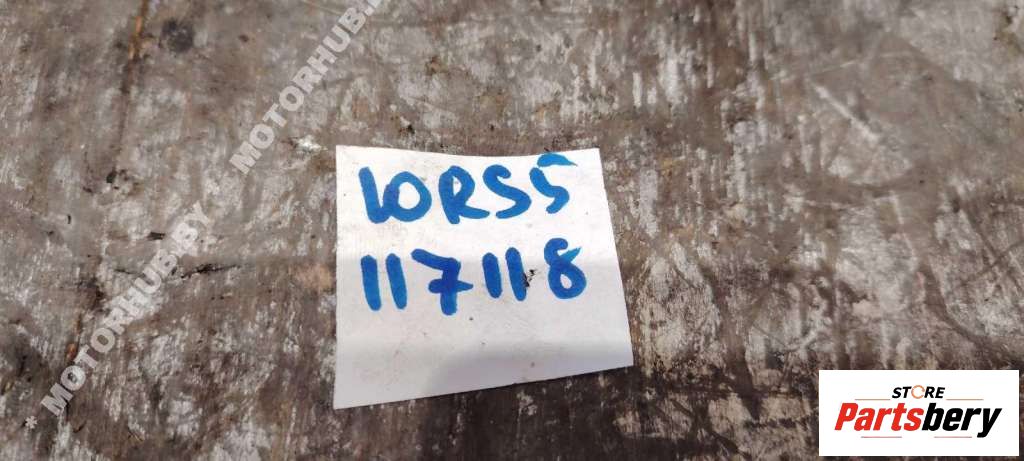 MOTORHUB.BY
MOTORHUB.BY
10RS5
117118
STORE
Partsbery